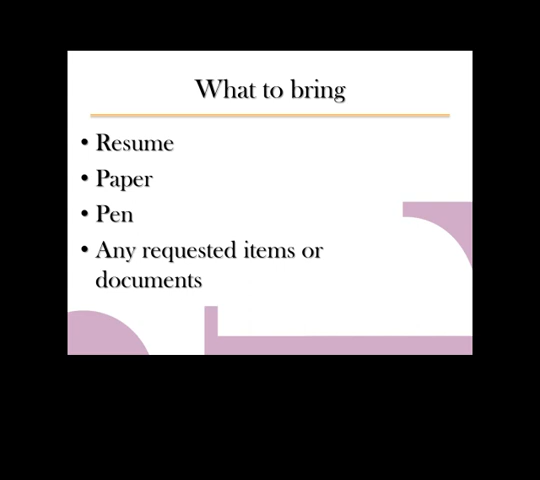 What to bring
• Resume
• Paper
• Pen
• Any requested items or
documents